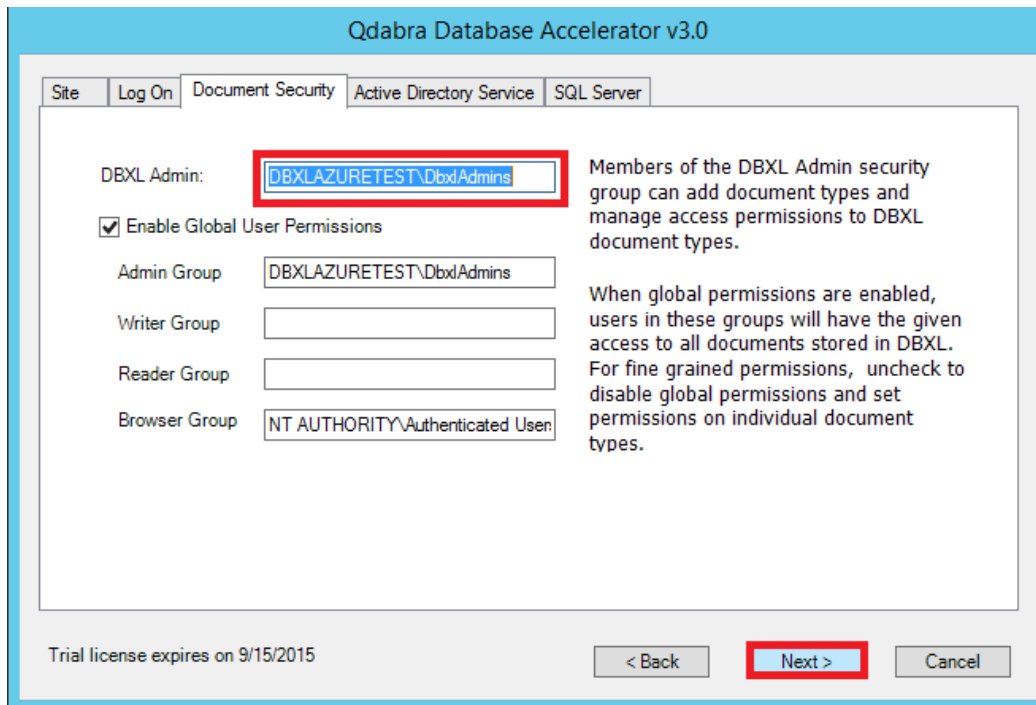 Qdabra Database Accelerator v3.0
Site Log On Document Security Active Directory Service SQL Server
DBXL Admin: DBXLAZURETEST\DbxlAdmins
Enable Global User Permissions
Admin Group DBXLAZURETEST\DbxlAdmins
Writer Group
Reader Group
Browser Group NT AUTHORITY\Authenticated User
Members of the DBXL Admin security
group can add document types and
manage access permissions to DBXL
document types.
When global permissions are enabled,
users in these groups will have the given
access to all documents stored in DBXL.
For fine grained permissions, uncheck to
disable global permissions and set
permissions on individual document
types.
Trial license expires on 9/15/2015
< Back Next > Cancel